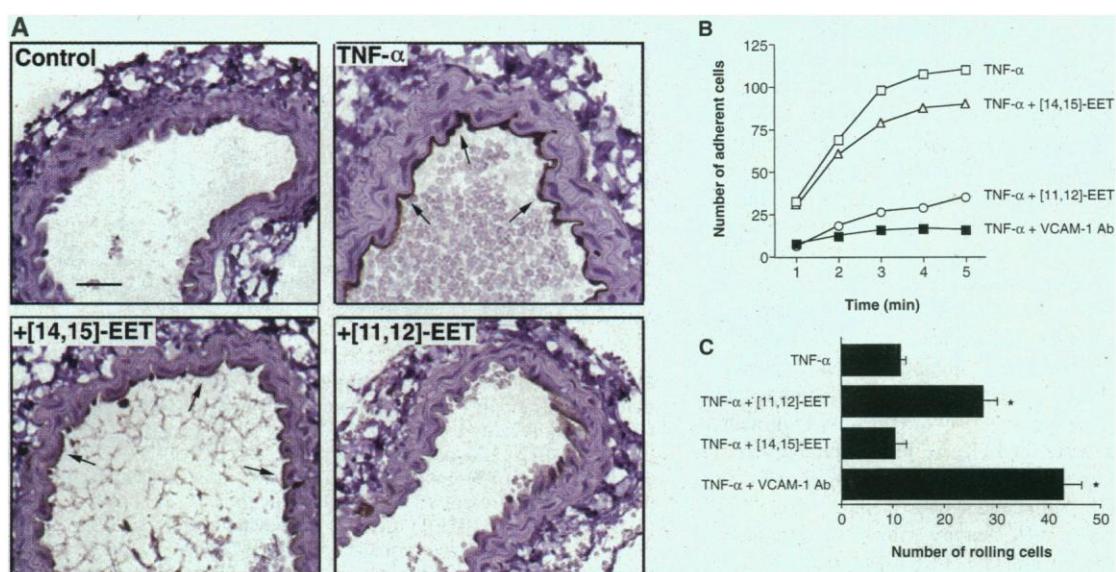 A
Control
TNF-α
+[14,15]-EET
+[11,12]-EET
B
Number of adherent cells
125
100
75
50
25
0
1 2 3 4 5
Time (min)
TNF-α
TNF-α + [14,15]-EET
TNF-α + [11,12]-EET
TNF-α + VCAM-1 Ab
C
TNF-α
TNF-α + [11,12]-EET *
TNF-α + [14,15]-EET
TNF-α + VCAM-1 Ab *
0 10 20 30 40 50
Number of rolling cells